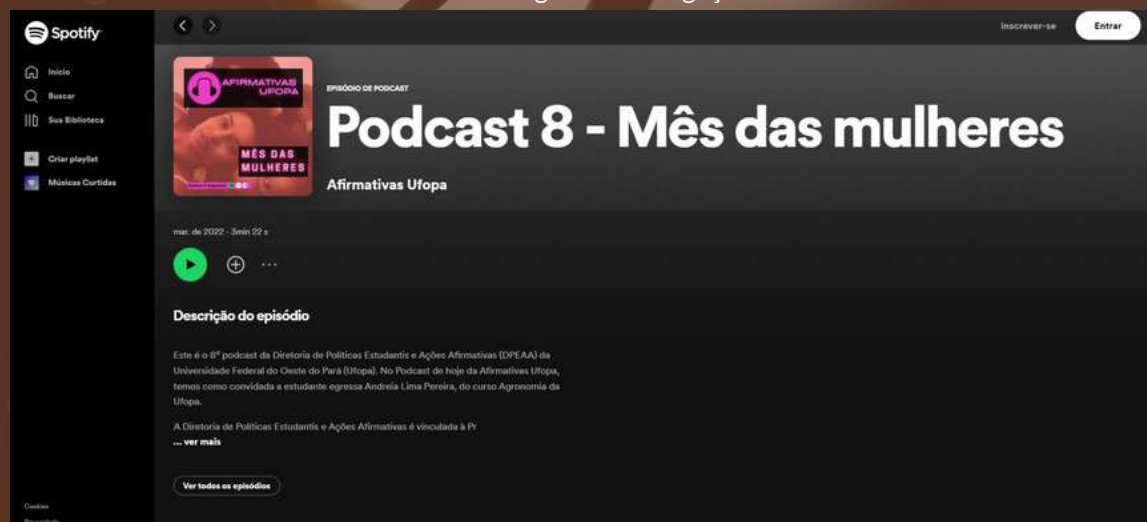 Spotify
Início
Buscar
Sua Biblioteca
Criar playlist
Músicas Curtidas
Inscrever-se
Entrar
AFIRMATIVAS
UFOPA
MÊS DAS
MULHERES
EPISÓDIO DE PODCAST
Podcast 8 - Mês das mulheres
Afirmativas Ufopa
mar. de 2022 · 3min 22 s
Descrição do episódio
Este é o 8º podcast da Diretoria de Políticas Estudantis e Ações Afirmativas (DPEAA) da
Universidade Federal do Oeste do Pará (Ufopa). No Podcast de hoje da Afirmativas Ufopa,
temos como convidada a estudante egressa Andreia Lima Pereira, do curso Agronomia da
Ufopa.
A Diretoria de Políticas Estudantis e Ações Afirmativas é vinculada à Pr
... ver mais
Ver todos os episódios
Cookies